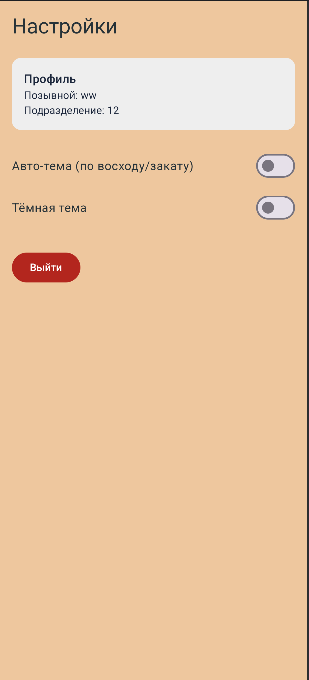 Настройки
Профиль
Позывной: ww
Подразделение: 12
Авто-тема (по восходу/закату)
Тёмная тема
Выйти